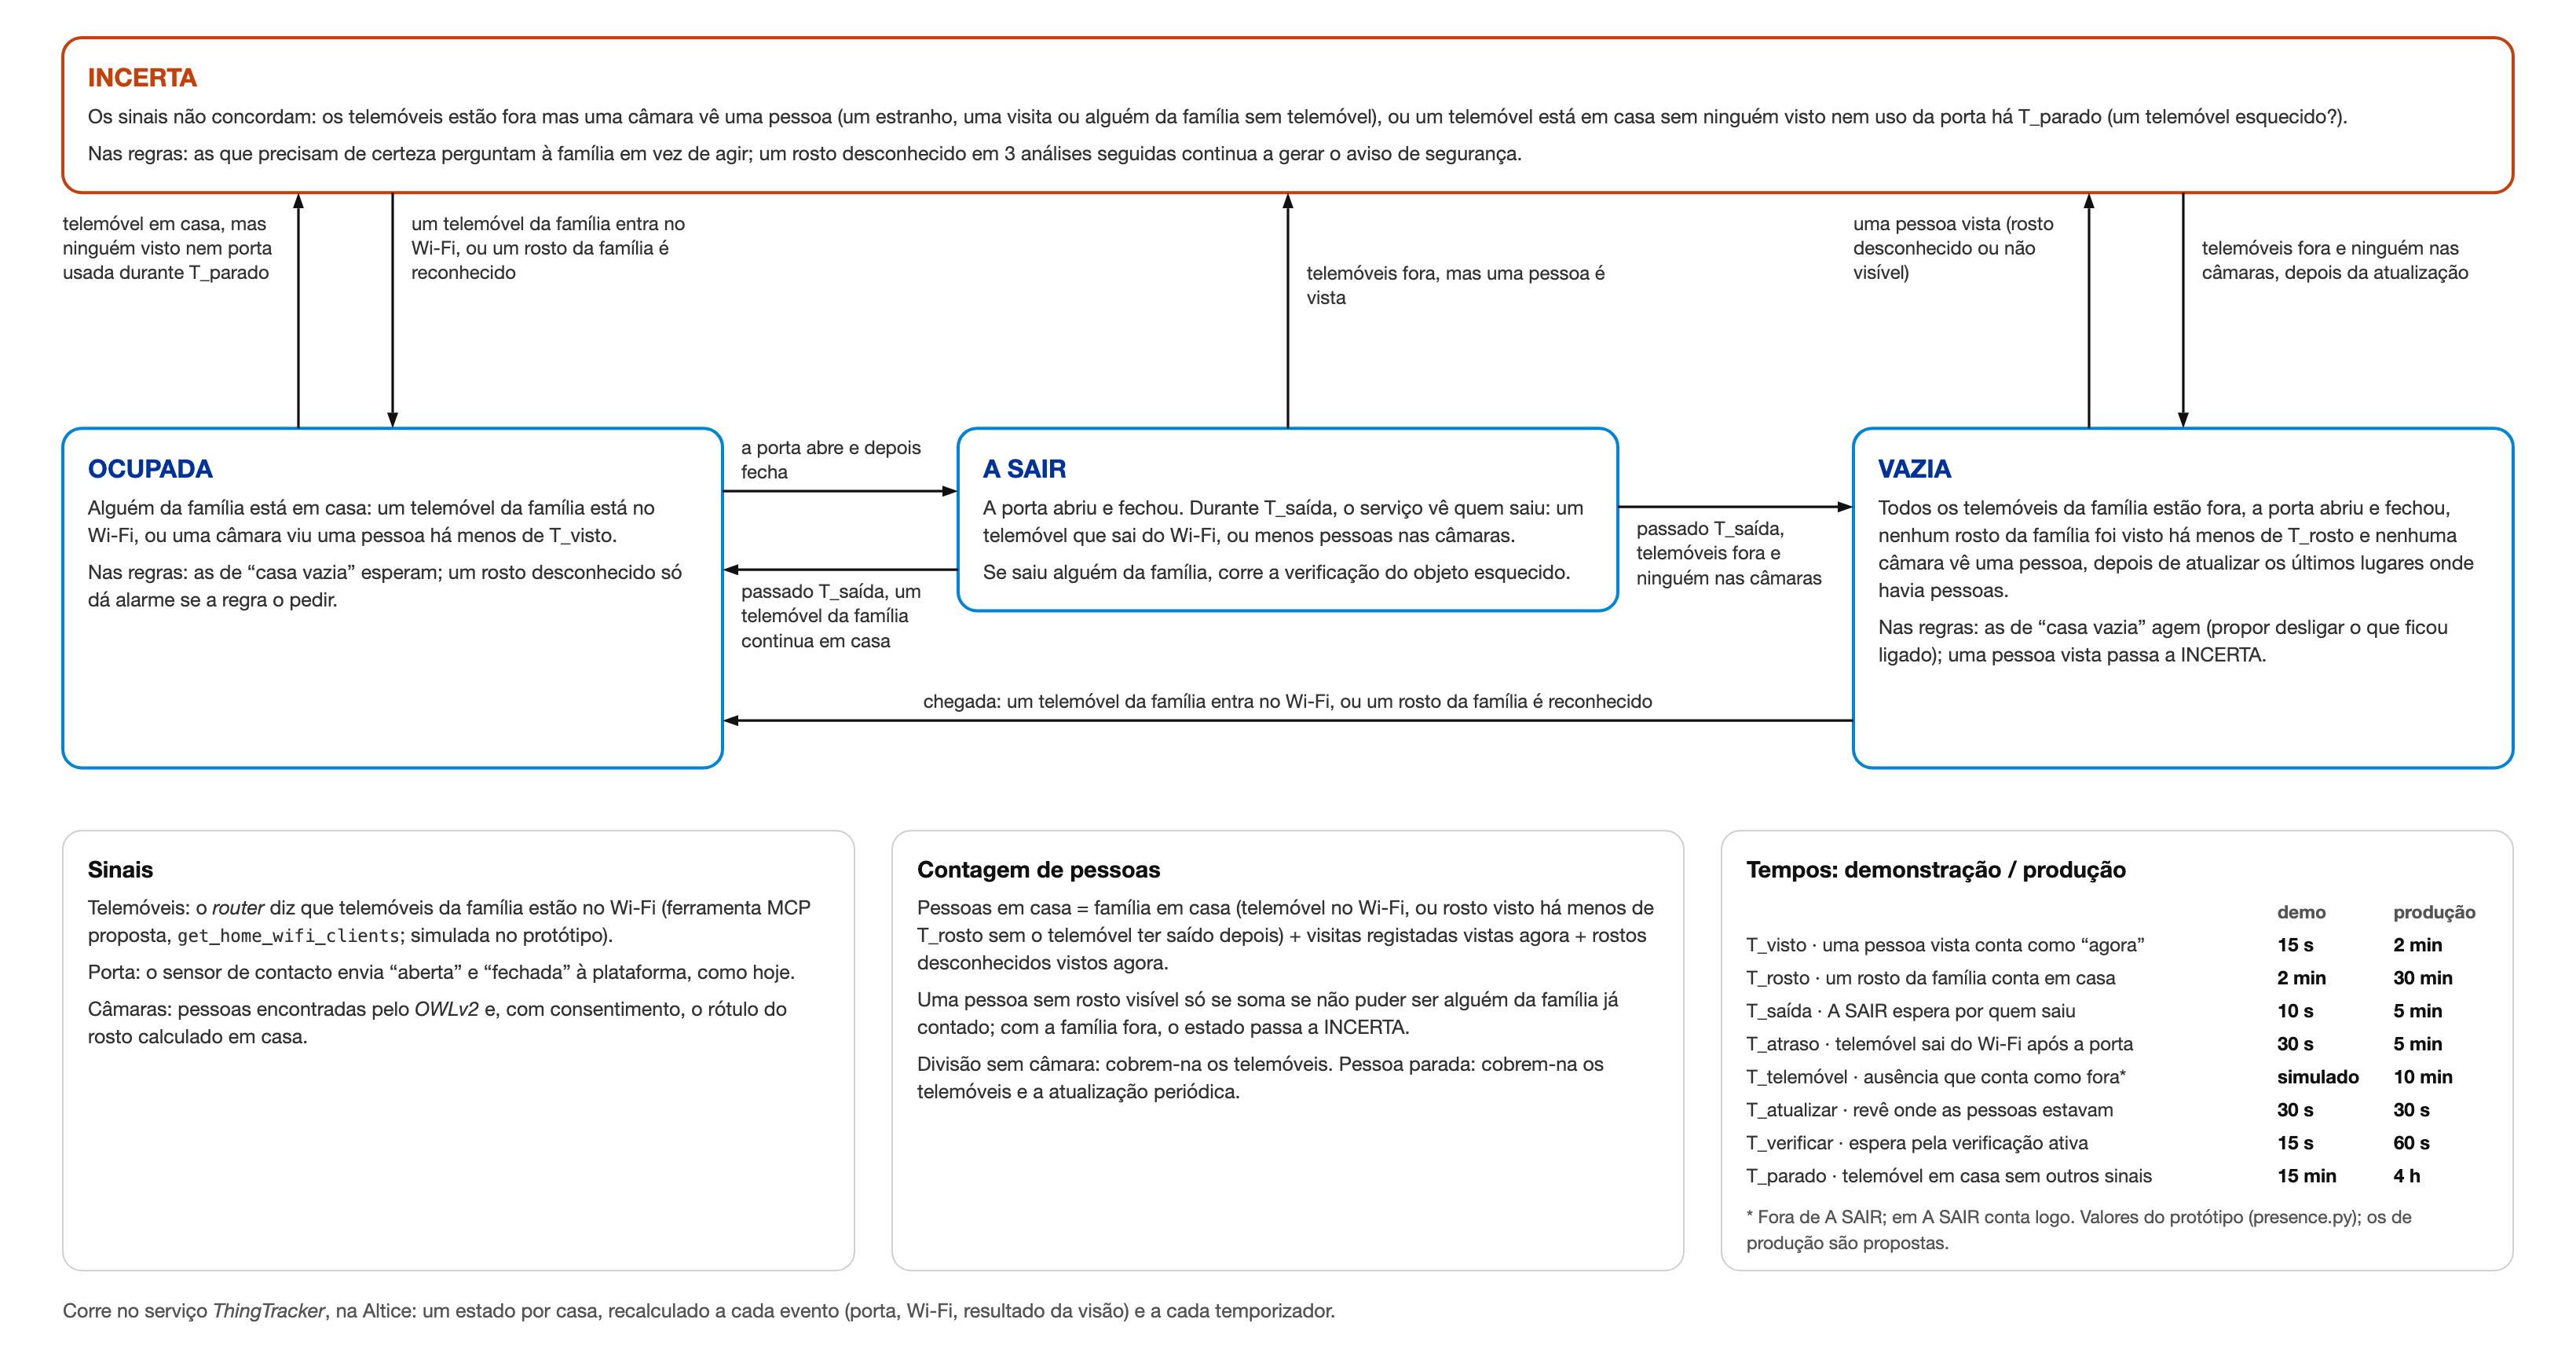 INCERTA
Os sinais não concordam: os telemóveis estão fora mas uma câmara vê uma pessoa (um estranho, uma visita ou alguém da família sem telemóvel), ou um telemóvel está em casa sem ninguém visto nem uso da porta há T_parado (um telemóvel esquecido?).
Nas regras: as que precisam de certeza perguntam à família em vez de agir; um rosto desconhecido em 3 análises seguidas continua a gerar o aviso de segurança.
telemóvel em casa, mas
ninguém visto nem porta
usada durante T_parado
um telemóvel da família entra no
Wi-Fi, ou um rosto da família é
reconhecido
telemóveis fora, mas uma pessoa é
vista
uma pessoa vista (rosto
desconhecido ou não
visível)
telemóveis fora e ninguém nas
câmaras, depois da atualização
OCUPADA
Alguém da família está em casa: um telemóvel da família está no
Wi-Fi, ou uma câmara viu uma pessoa há menos de T_visto.
Nas regras: as de “casa vazia” esperam; um rosto desconhecido só
dá alarme se a regra o pedir.
a porta abre e depois
fecha
passado T_saída, um
telemóvel da família
continua em casa
A SAIR
A porta abriu e fechou. Durante T_saída, o serviço vê quem saiu: um
telemóvel que sai do Wi-Fi, ou menos pessoas nas câmaras.
Se saiu alguém da família, corre a verificação do objeto esquecido.
passado T_saída,
telemóveis fora e
ninguém nas câmaras
VAZIA
Todos os telemóveis da família estão fora, a porta abriu e fechou,
nenhum rosto da família foi visto há menos de T_rosto e nenhuma
câmara vê uma pessoa, depois de atualizar os últimos lugares onde
havia pessoas.
Nas regras: as de “casa vazia” agem (propor desligar o que ficou
ligado); uma pessoa vista passa a INCERTA.
chegada: um telemóvel da família entra no Wi-Fi, ou um rosto da família é reconhecido
Sinais
Telemóveis: o router diz que telemóveis da família estão no Wi-Fi (ferramenta MCP
proposta, get_home_wifi_clients; simulada no protótipo).
Porta: o sensor de contacto envia “aberta” e “fechada” à plataforma, como hoje.
Câmaras: pessoas encontradas pelo OWLv2 e, com consentimento, o rótulo do
rosto calculado em casa.
Contagem de pessoas
Pessoas em casa = família em casa (telemóvel no Wi-Fi, ou rosto visto há menos de
T_rosto sem o telemóvel ter saído depois) + visitas registadas vistas agora + rostos
desconhecidos vistos agora.
Uma pessoa sem rosto visível só se soma se não puder ser alguém da família já
contado; com a família fora, o estado passa a INCERTA.
Divisão sem câmara: cobrem-na os telemóveis. Pessoa parada: cobrem-na os
telemóveis e a atualização periódica.
Tempos: demonstração / produção
demo produção
T_visto · uma pessoa vista conta como “agora” 15 s 2 min
T_rosto · um rosto da família conta em casa 2 min 30 min
T_saída · A SAIR espera por quem saiu 10 s 5 min
T_atraso · telemóvel sai do Wi-Fi após a porta 30 s 5 min
T_telemóvel · ausência que conta como fora* simulado 10 min
T_atualizar · revê onde as pessoas estavam 30 s 30 s
T_verificar · espera pela verificação ativa 15 s 60 s
T_parado · telemóvel em casa sem outros sinais 15 min 4 h
* Fora de A SAIR; em A SAIR conta logo. Valores do protótipo (presence.py); os de
produção são propostas.
Corre no serviço ThingTracker, na Altice: um estado por casa, recalculado a cada evento (porta, Wi-Fi, resultado da visão) e a cada temporizador.